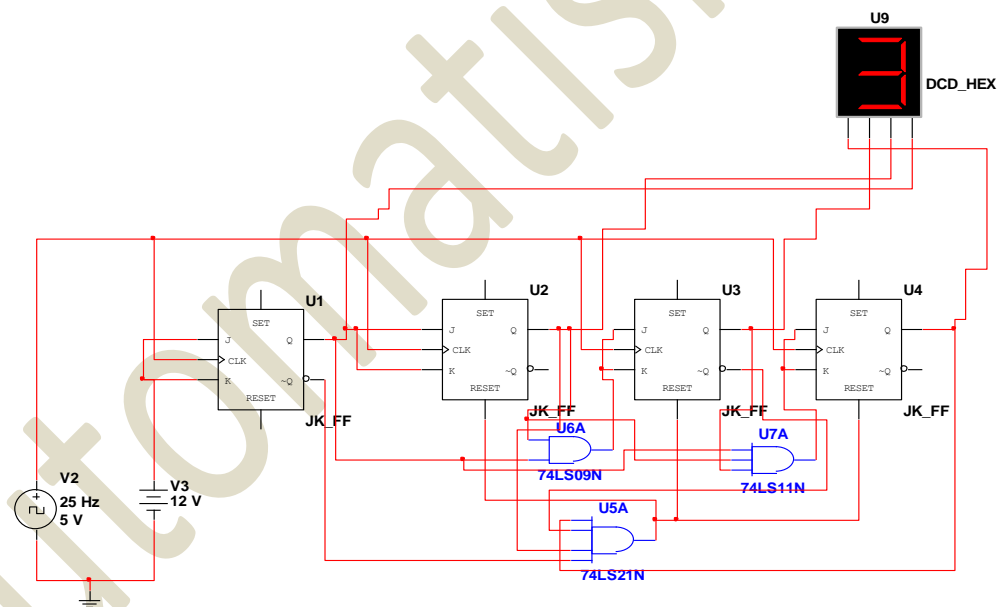 U9
DCD_HEX
U1
SET
J
Q
CLK
K
~Q
RESET
JK_FF
U2
SET
J
Q
CLK
K
~Q
RESET
JK_FF
U3
SET
J
Q
CLK
K
~Q
RESET
JK_FF
U4
SET
J
Q
CLK
K
~Q
RESET
JK_FF
U6A
74LS09N
U7A
74LS11N
U5A
74LS21N
V2
25 Hz
5 V
V3
12 V
3